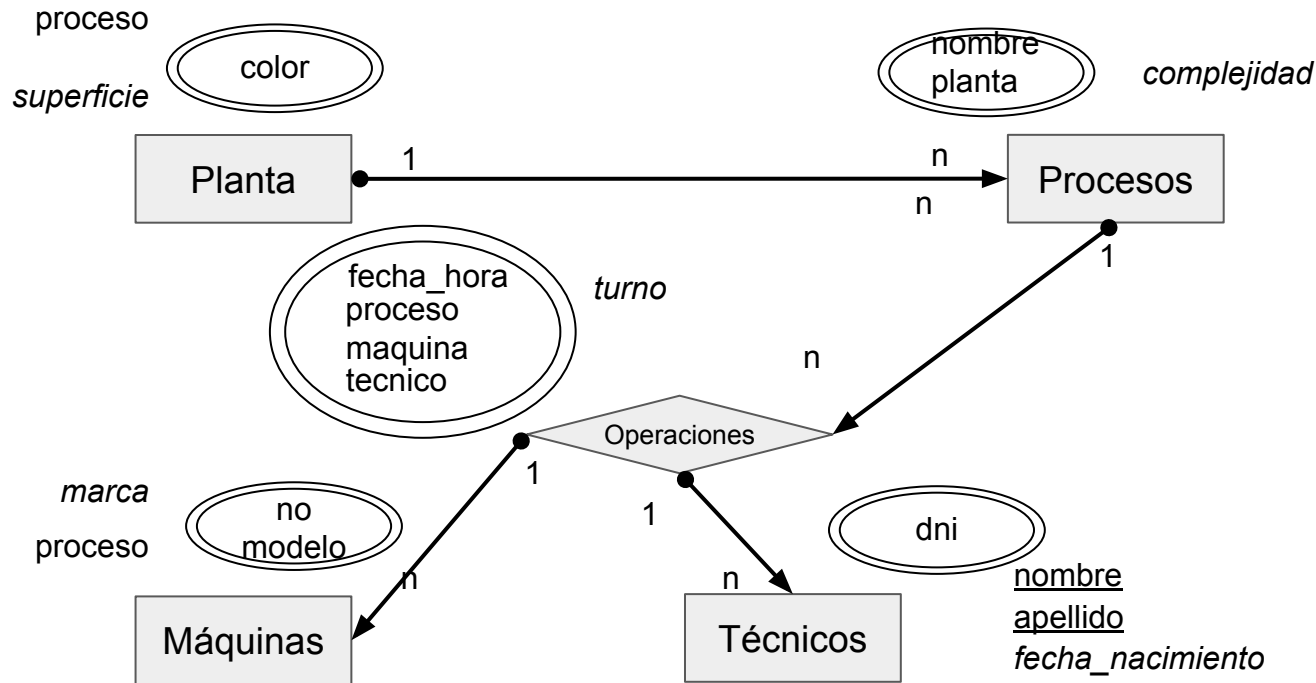 proceso
color
superficie
nombre
planta
complejidad
Planta
1
n
n
Procesos
1
fecha_hora
proceso
maquina
tecnico
turno
n
Operaciones
1
1
marca
proceso
no
modelo
n
n
dni
nombre
apellido
fecha_nacimiento
Máquinas
Técnicos